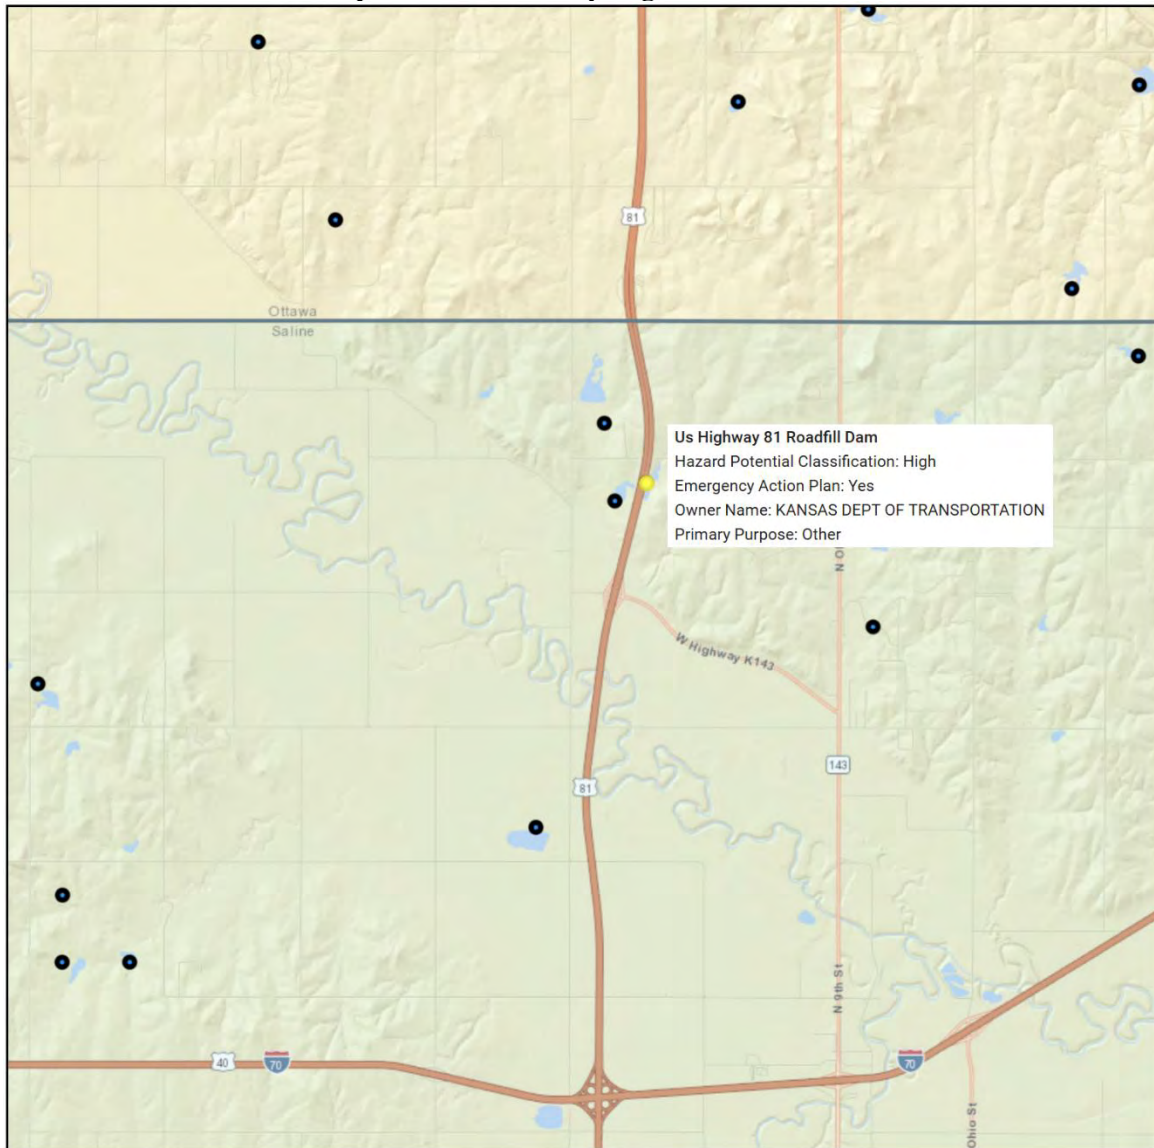 81
Ottawa
Saline
Us Highway 81 Roadfill Dam
Hazard Potential Classification: High
Emergency Action Plan: Yes
Owner Name: KANSAS DEPT OF TRANSPORTATION
Primary Purpose: Other
W Highway K143
143
81
N 9th St
40
70
70
Ohio St